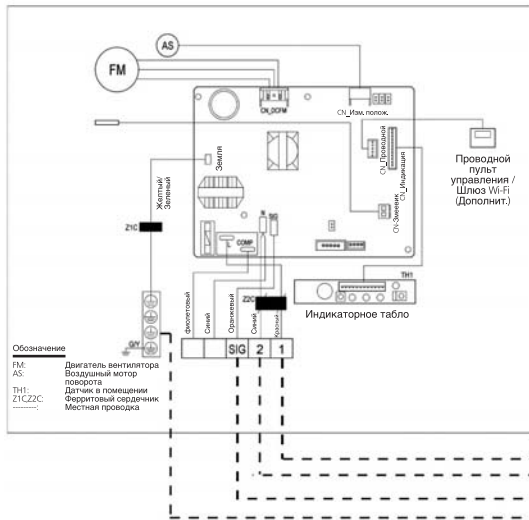 AS
FM
CN_DCFM
CN_Изм. полож.
CN_Проводной
CN_Индикация
Проводной
пульт
управления /
Шлюз Wi-Fi
(Дополнит.)
Земля
Желтый/
Зеленый
CN-Змеевик
Z1C
N
SIG
L
COMP
TH1
Индикаторное табло
фиолетовый
Синий
Оранжевый
Синий
Красный
Z2C
G/Y
SIG
2
1
Обозначение
FM: Двигатель вентилятора
AS: Воздушный мотор
поворота
TH1: Датчик в помещении
Z1C,Z2C: Ферритовый сердечник
---------: Местная проводка